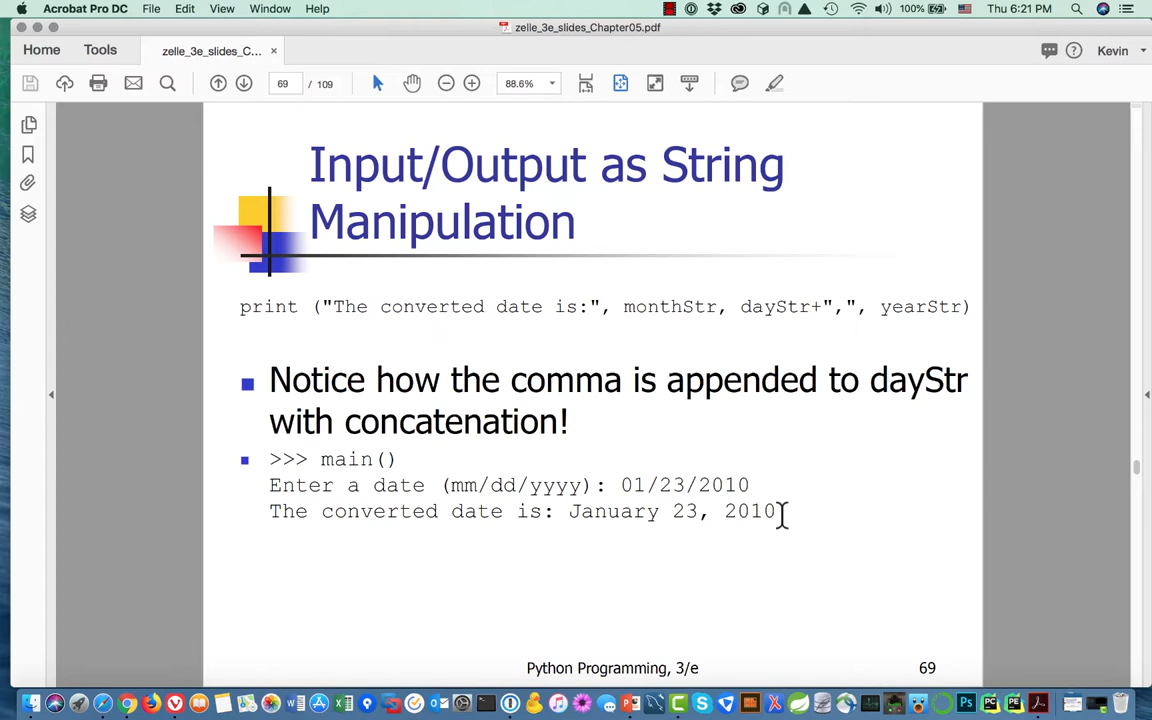 Acrobat Pro DC File Edit View Window Help 100% Thu 6:21 PM
zelle_3e_slides_Chapter05.pdf
Home Tools zelle_3e_slides_C... × Kevin
69 / 109 88.6%
Input/Output as String
Manipulation
print ("The converted date is:", monthStr, dayStr+",", yearStr)
Notice how the comma is appended to dayStr
with concatenation!
>>> main()
Enter a date (mm/dd/yyyy): 01/23/2010
The converted date is: January 23, 2010
Python Programming, 3/e 69